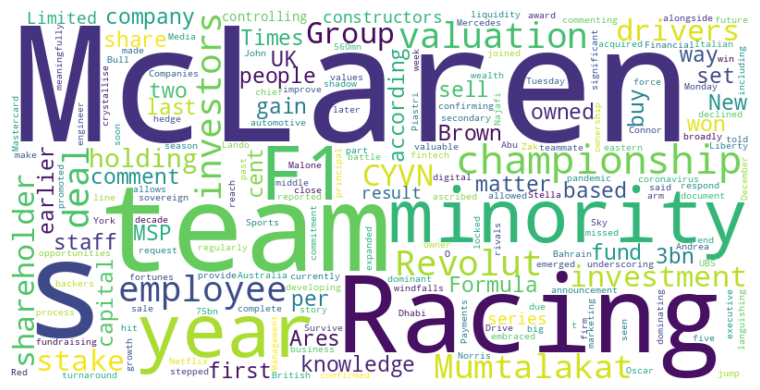 Limited company constructors Mercedes controlling liquidity award
share Group Times valuation commenting alongside future drivers
McLaren
Mastercard meaningfully Media Bull made Companies crystallise
two last hedge chief improve UK people gain
John values shadow engineer later
560mn joined week automotive
according owned sell Brown secondary confirming
Tuesday Piastri Lando wealth Najafi
significant acquired Financial Italian including
way set buy New won
Monday Connor Abu Zak declined told Liberty
investors holding comment deal
F1 championship
shareholder earlier staff MSP
season soon make promoted battle Malone close part
cent CYVN matter based result
valuable fintech teammate broadly eastern
ownership
team minority
S
York decade line allows sovereign request
principal past middle reported commitment
digital arm pandemic coronavirus document said respond
reach Stella force missed December
stake capital employee year
fund 3bn investment Revolut Formula
Sky locked rivals UBS end Andrea
Bahrain emerged underscoring
opportunities regularly Sports expanded owner
provide Australia currently developing fortunes
backers sale 75bn complete story
per Ares first knowledge
Racing
Mumtalakat series
dominant announcement windfalls
Dhabi due O Payments Drive
executive languishing dominating
process fundraising hit growth turnaround
Red Netflix stepped confirmed British Survive
business Management
Norris embraced big seen t firm marketing five Oscar win jump